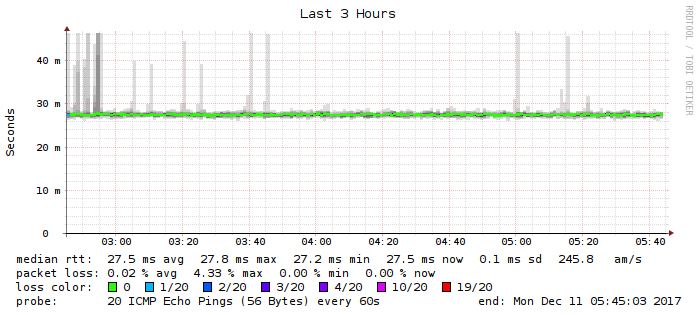 Last 3 Hours
RRDTOOL / TOBI OETIKER
Seconds
40 m
30 m
20 m
10 m
0
03:00 03:20 03:40 04:00 04:20 04:40 05:00 05:20 05:40
median rtt: 27.5 ms avg 27.8 ms max 27.2 ms min 27.5 ms now 0.1 ms sd 245.8 am/s
packet loss: 0.02 % avg 4.33 % max 0.00 % min 0.00 % now
loss color: 0 1/20 2/20 3/20 4/20 10/20 19/20
probe: 20 ICMP Echo Pings (56 Bytes) every 60s end: Mon Dec 11 05:45:03 2017